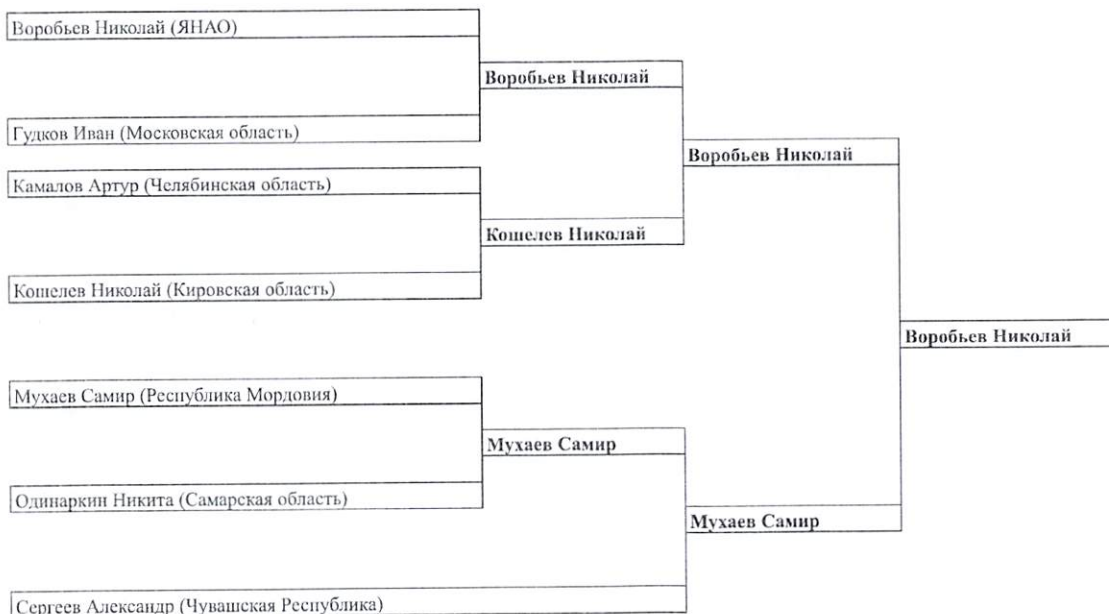 Воробьев Николай (ЯНАО)
Воробьев Николай
Гудков Иван (Московская область)
Воробьев Николай
Камалов Артур (Челябинская область)
Кошелев Николай
Кошелев Николай (Кировская область)
Воробьев Николай
Мухаев Самир (Республика Мордовия)
Мухаев Самир
Одинаркин Никита (Самарская область)
Мухаев Самир
Сергеев Александр (Чувашская Республика)